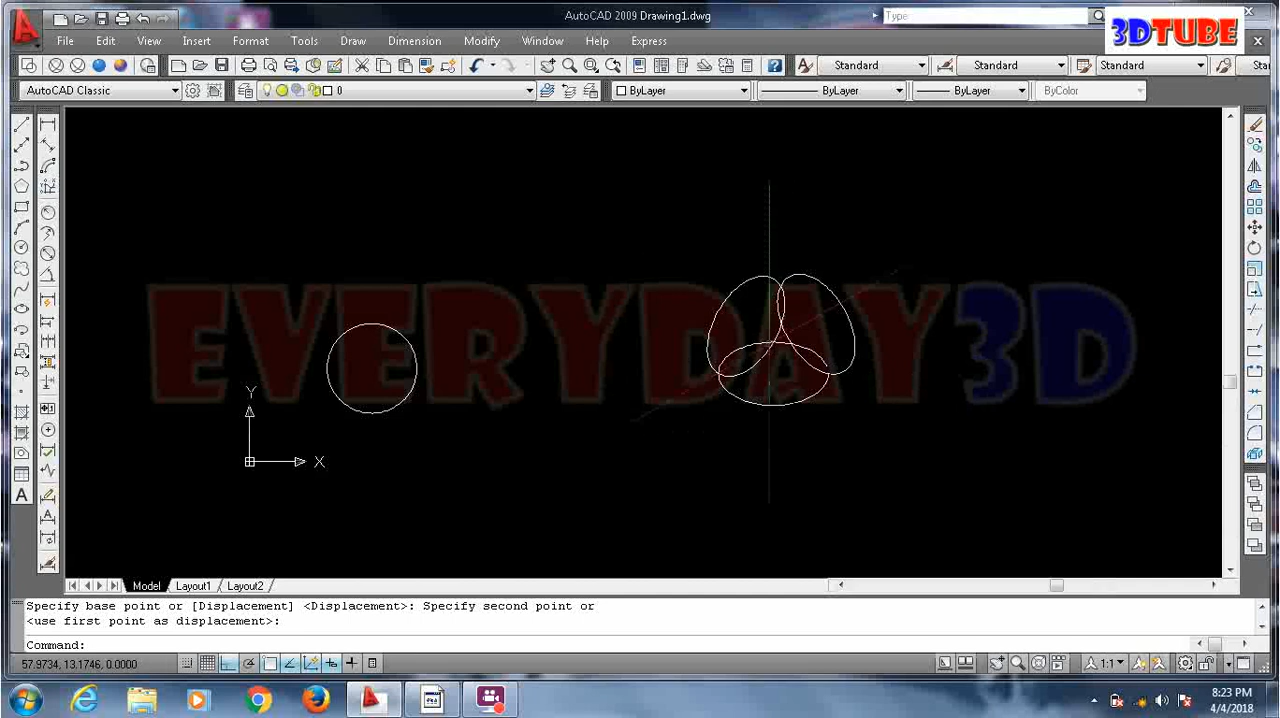 AutoCAD 2009 Drawing1.dwg
Type
3DTUBE
File Edit View Insert Format Tools Draw Dimension Modify Window Help Express
Standard Standard Standard Stan
AutoCAD Classic 0 ByLayer ByLayer ByLayer ByColor
EVERYDAY3D
Y
X
Model Layout1 Layout2
Specify base point or [Displacement] <Displacement>: Specify second point or
<use first point as displacement>:
Command:
57.9734, 13.1746, 0.0000 1:1
8:23 PM
4/4/2018